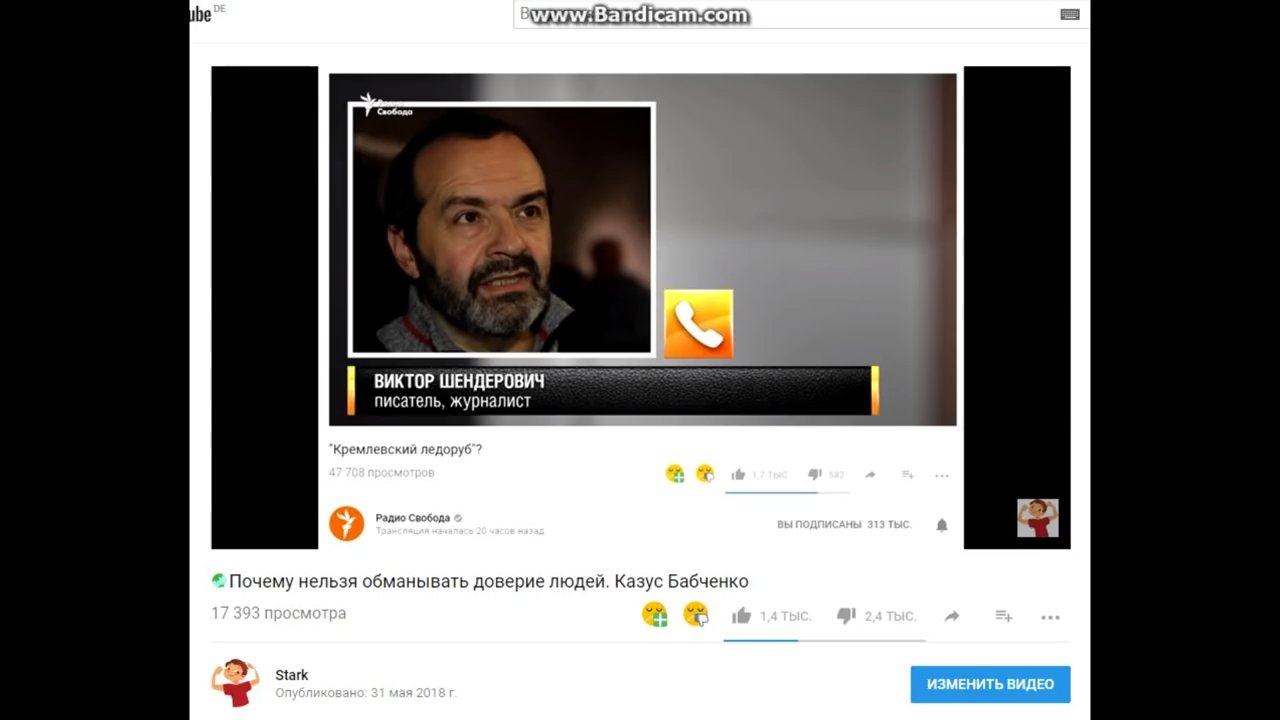 ube DE
www.Bandicam.com
Свобода
ВИКТОР ШЕНДЕРОВИЧ
писатель, журналист
"Кремлевский ледоруб"?
47 708 просмотров
1,7 ТЫС
582
Радио Свобода
Трансляция началась 20 часов назад
ВЫ ПОДПИСАНЫ 313 ТЫС.
Почему нельзя обманывать доверие людей. Казус Бабченко
17 393 просмотра
1,4 ТЫС.
2,4 ТЫС.
Stark
Опубликовано: 31 мая 2018 г.
ИЗМЕНИТЬ ВИДЕО